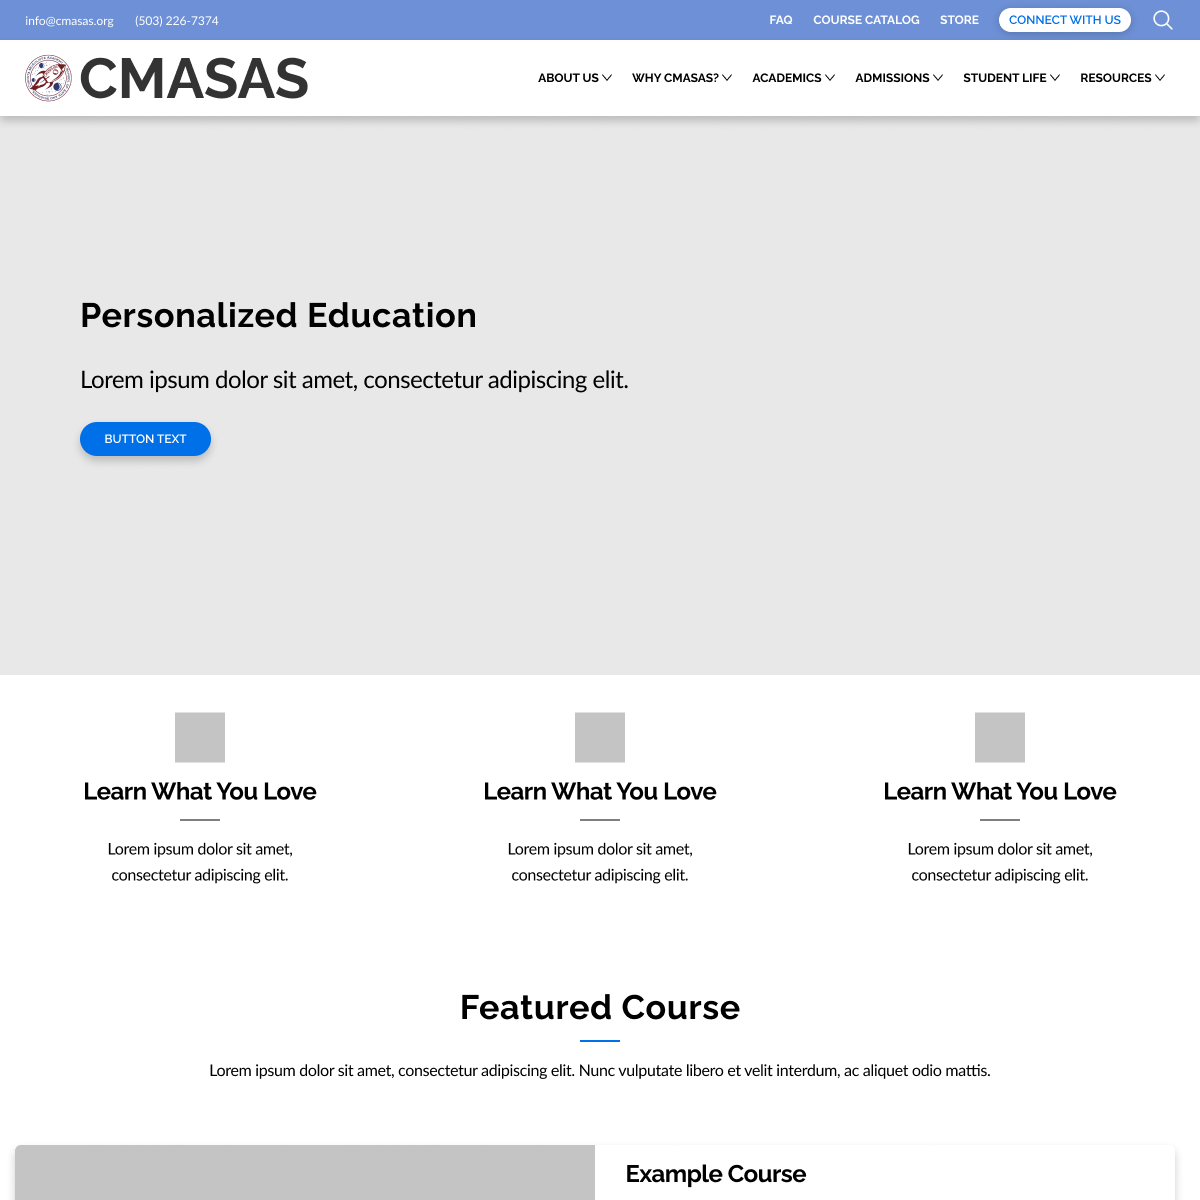 info@cmasas.org (503) 226-7374 FAQ COURSE CATALOG STORE CONNECT WITH US
CMASAS ABOUT US WHY CMASAS? ACADEMICS ADMISSIONS STUDENT LIFE RESOURCES
Personalized Education
Lorem ipsum dolor sit amet, consectetur adipiscing elit.
BUTTON TEXT
Learn What You Love
Lorem ipsum dolor sit amet,
consectetur adipiscing elit.
Learn What You Love
Lorem ipsum dolor sit amet,
consectetur adipiscing elit.
Learn What You Love
Lorem ipsum dolor sit amet,
consectetur adipiscing elit.
Featured Course
Lorem ipsum dolor sit amet, consectetur adipiscing elit. Nunc vulputate libero et velit interdum, ac aliquet odio mattis.
Example Course